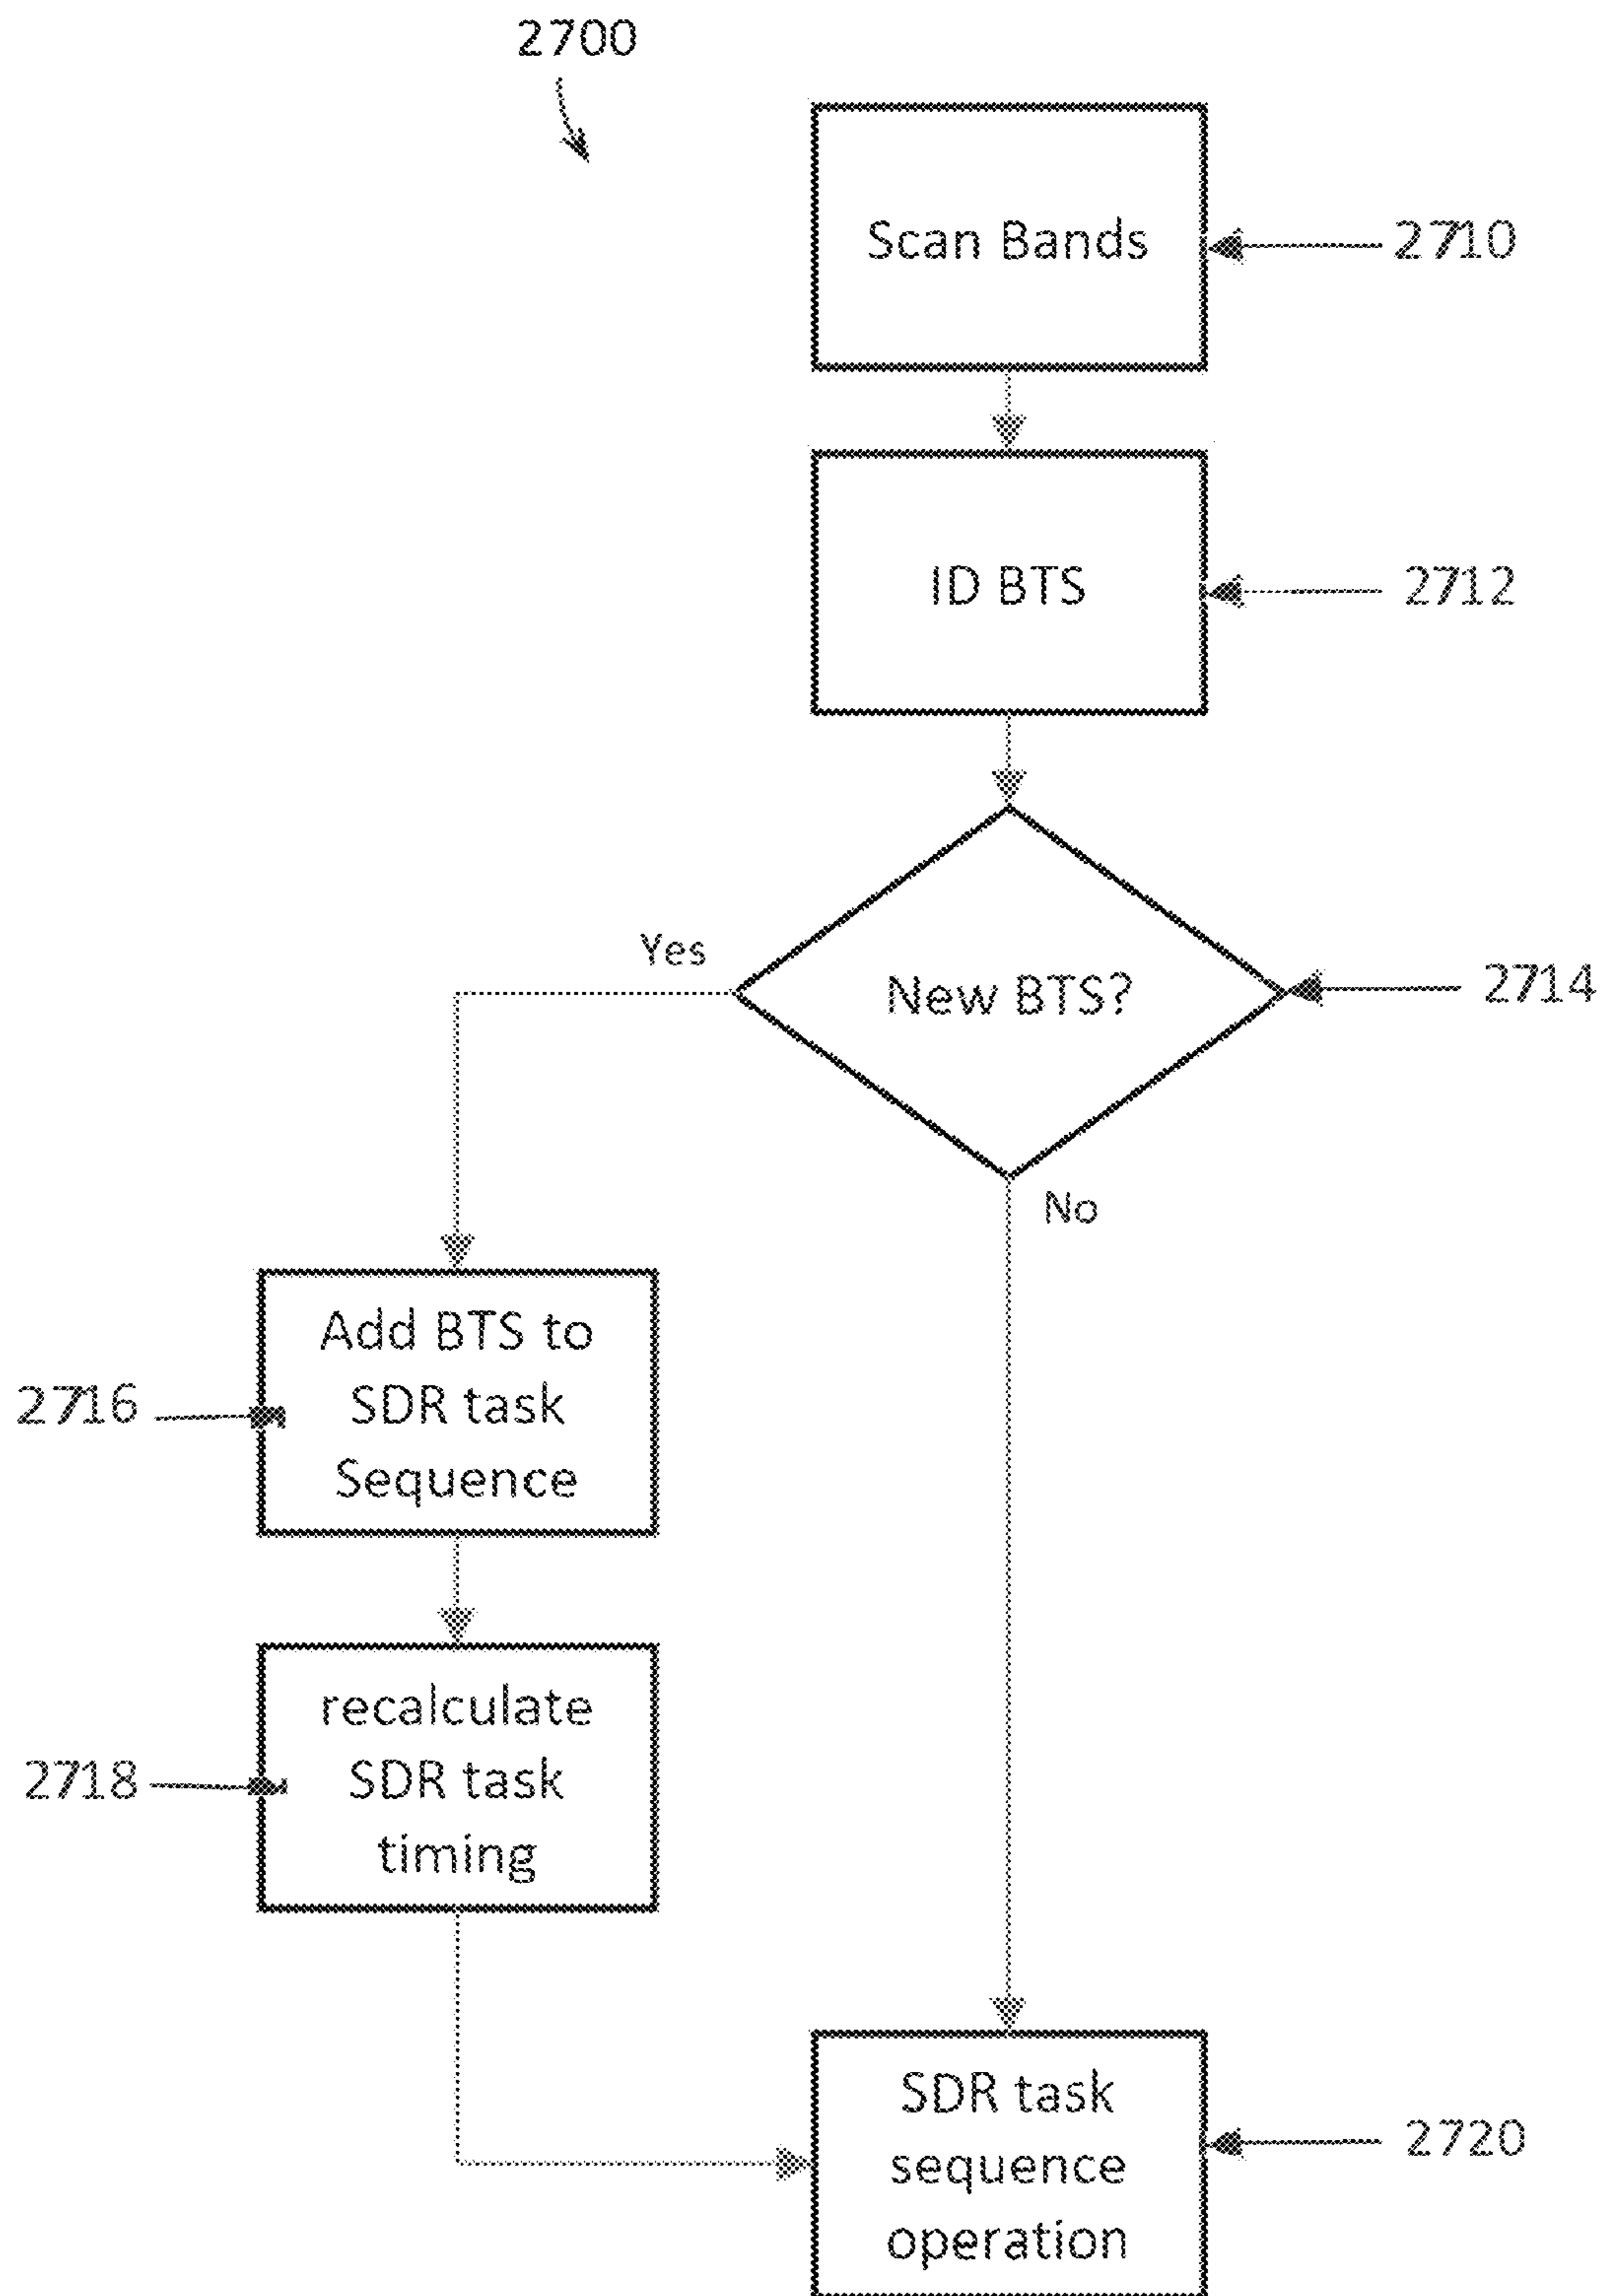 2700
Scan Bands
2710
ID BTS
2712
Yes
New BTS?
2714
No
Add BTS to
SDR task
Sequence
2716
recalculate
SDR task
timing
2718
SDR task
sequence
operation
2720